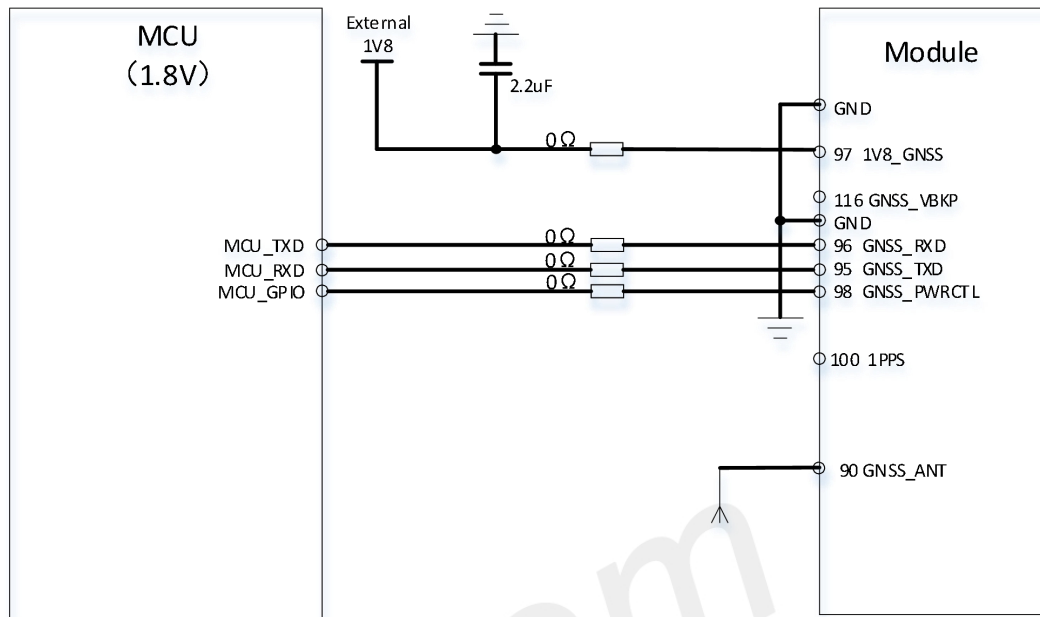 MCU
（1.8V）
External
1V8
2.2uF
0Ω
Module
GND
97 1V8_GNSS
116 GNSS_VBKP
GND
MCU_TXD
0Ω
96 GNSS_RXD
MCU_RXD
0Ω
95 GNSS_TXD
MCU_GPIO
0Ω
98 GNSS_PWRCTL
100 1PPS
90 GNSS_ANT
om